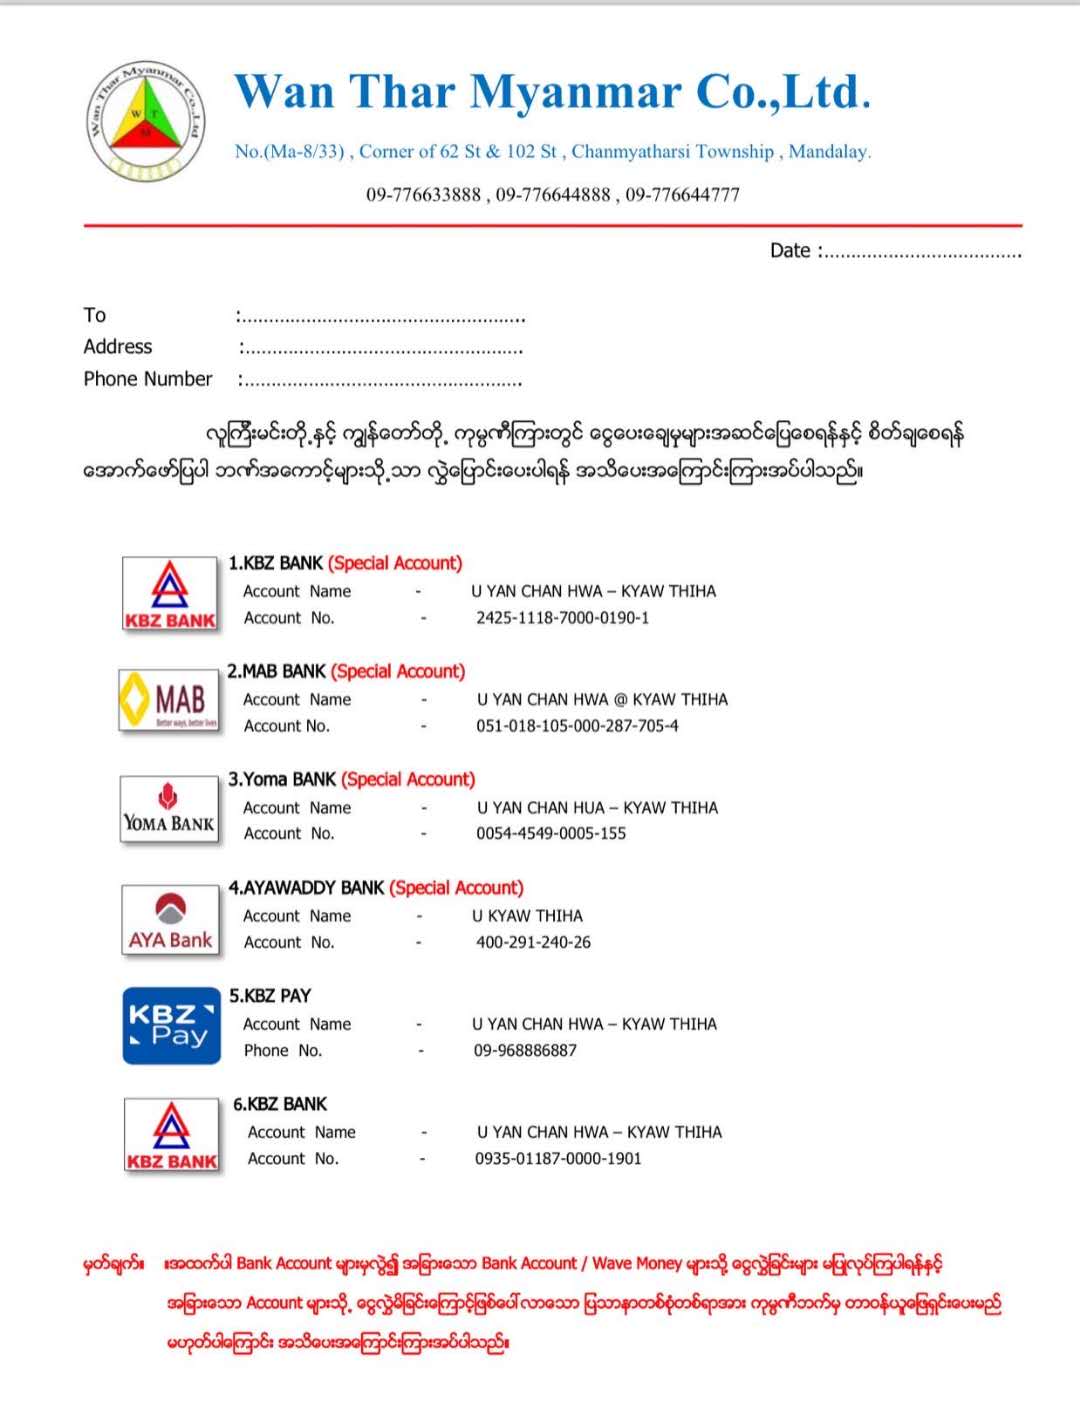 Wan Thar Myanmar Co.,Ltd
W T
M
Wan Thar Myanmar Co.,Ltd.
No.(Ma-8/33) , Corner of 62 St & 102 St , Chanmyatharsi Township , Mandalay.
09-776633888 , 09-776644888 , 09-776644777
Date :.....................................
To :.....................................................
Address :....................................................
Phone Number :....................................................
လူကြီးမင်းတို့နှင့် ကျွန်တော်တို့ ကုမ္ပဏီကြားတွင် ငွေပေးချေမှုများအဆင်ပြေစေရန်နှင့် စိတ်ချစေရန်
အောက်ဖော်ပြပါ ဘဏ်အကောင့်များသို့သာ လွှဲပြောင်းပေးပါရန် အသိပေးအကြောင်းကြားအပ်ပါသည်။
KBZ BANK
1.KBZ BANK (Special Account)
Account Name - U YAN CHAN HWA – KYAW THIHA
Account No. - 2425-1118-7000-0190-1
MAB
Better ways, better lives
2.MAB BANK (Special Account)
Account Name - U YAN CHAN HWA @ KYAW THIHA
Account No. - 051-018-105-000-287-705-4
YOMA BANK
3.Yoma BANK (Special Account)
Account Name - U YAN CHAN HUA – KYAW THIHA
Account No. - 0054-4549-0005-155
AYA Bank
4.AYAWADDY BANK (Special Account)
Account Name - U KYAW THIHA
Account No. - 400-291-240-26
KBZ
Pay
5.KBZ PAY
Account Name - U YAN CHAN HWA – KYAW THIHA
Phone No. - 09-968886887
KBZ BANK
6.KBZ BANK
Account Name - U YAN CHAN HWA – KYAW THIHA
Account No. - 0935-01187-0000-1901
မှတ်ချက်။ ။အထက်ပါ Bank Account များမှလွဲ၍ အခြားသော Bank Account / Wave Money များသို့ ငွေလွှဲခြင်းများ မပြုလုပ်ကြပါရန်နှင့်
အခြားသော Account များသို့ ငွေလွှဲမိခြင်းကြောင့်ဖြစ်ပေါ်လာသော ပြသာနာတစ်စုံတစ်ရာအား ကုမ္ပဏီဘက်မှ တာဝန်ယူဖြေရှင်းပေးမည်
မဟုတ်ပါကြောင်း အသိပေးအကြောင်းကြားအပ်ပါသည်။